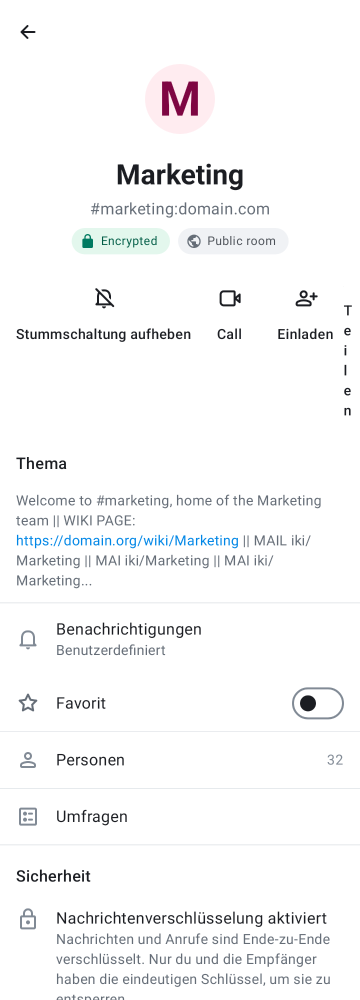 M
Marketing
#marketing:domain.com
Encrypted
Public room
Stummschaltung aufheben
Call
Einladen
Teilen
Thema
Welcome to #marketing, home of the Marketing
team || WIKI PAGE:
https://domain.org/wiki/Marketing || MAIL iki/
Marketing || MAI iki/Marketing || MAI iki/
Marketing...
Benachrichtigungen
Benutzerdefiniert
Favorit
Personen 32
Umfragen
Sicherheit
Nachrichtenverschlüsselung aktiviert
Nachrichten und Anrufe sind Ende-zu-Ende
verschlüsselt. Nur du und die Empfänger
haben die eindeutigen Schlüssel, um sie zu
entsperren